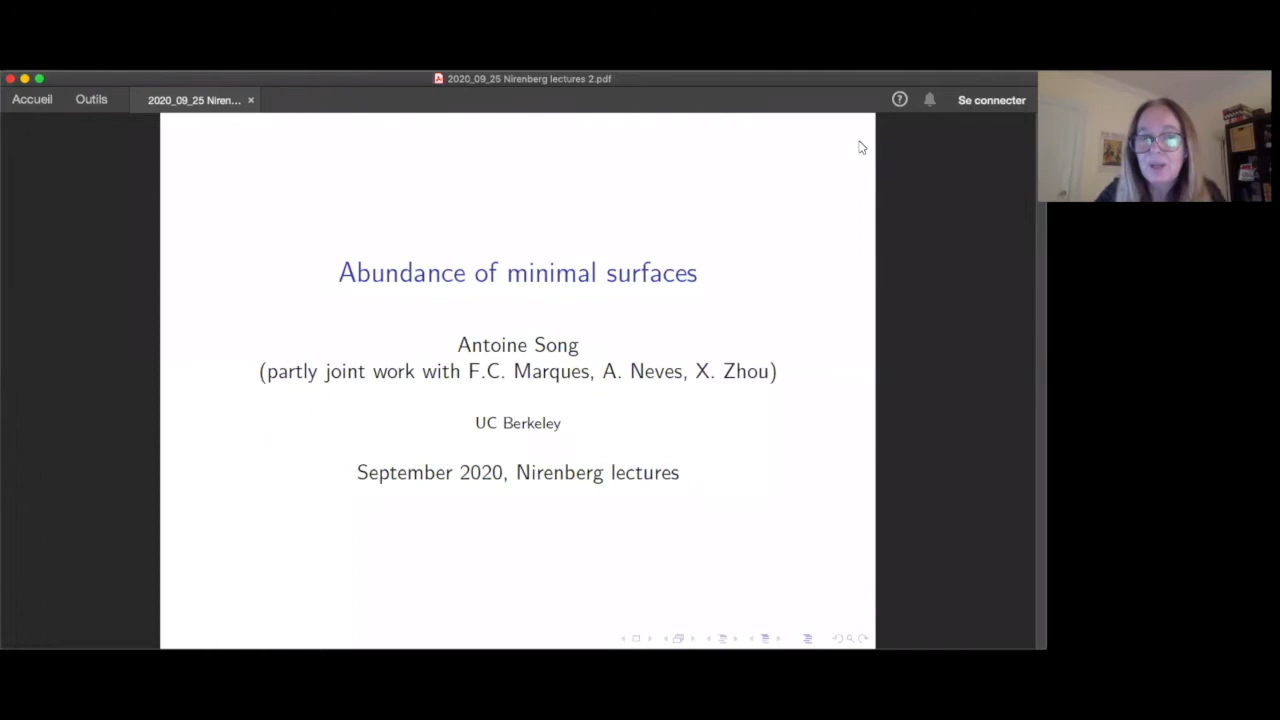 2020_09_25 Nirenberg lectures 2.pdf
Accueil
Outils
2020_09_25 Niren...
Se connecter
Abundance of minimal surfaces
Antoine Song
(partly joint work with F.C. Marques, A. Neves, X. Zhou)
UC Berkeley
September 2020, Nirenberg lectures